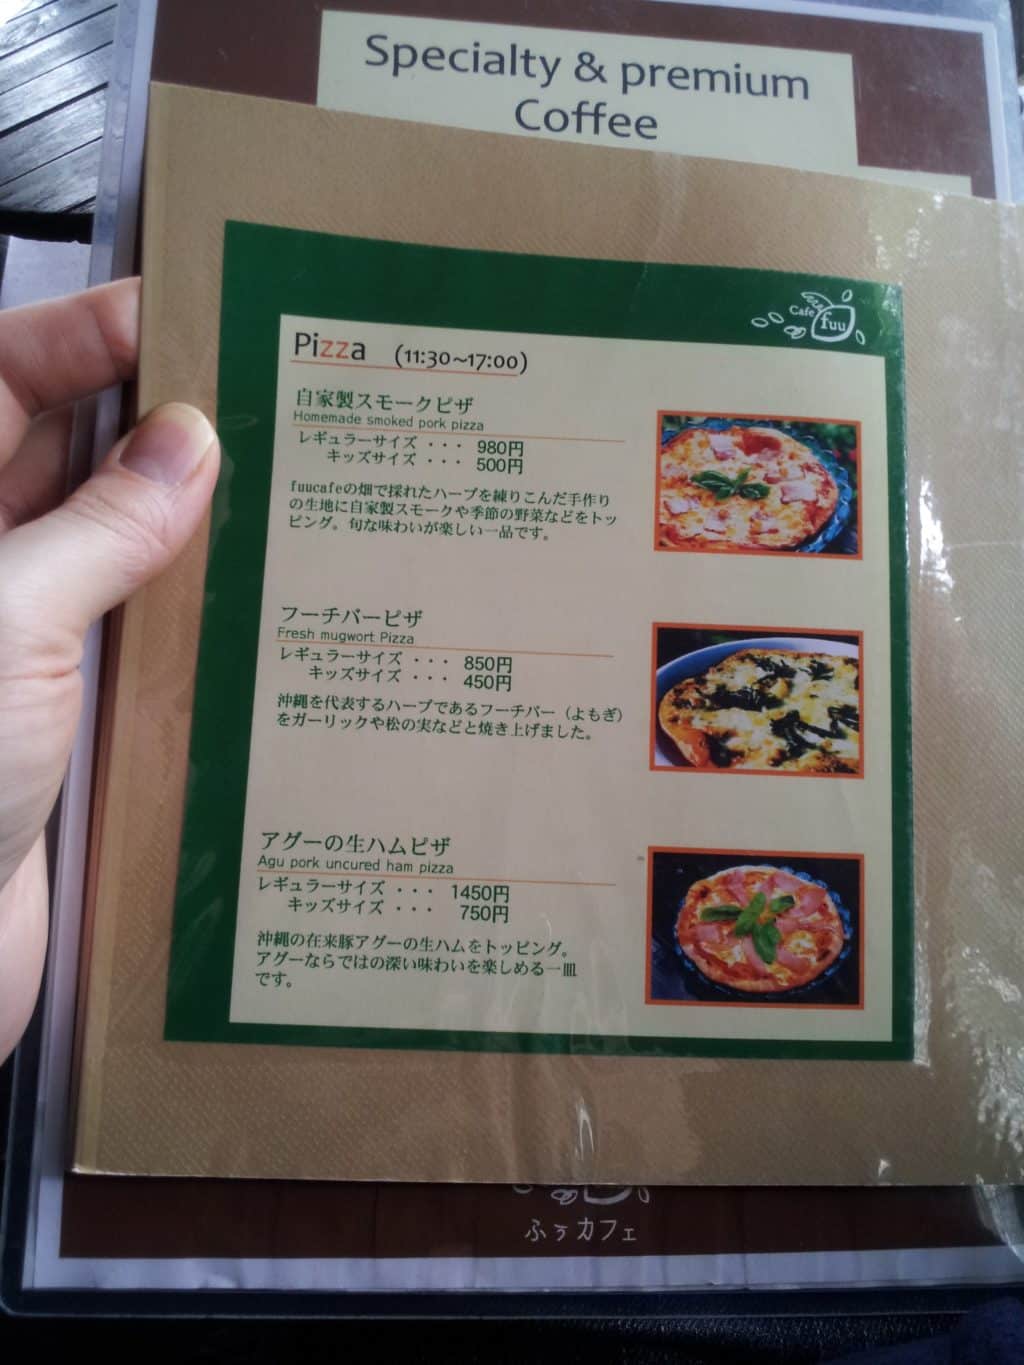 Specialty & premium
Coffee
Cafe
fuu
Pizza (11:30~17:00)
自家製スモークピザ
Homemade smoked pork pizza
レギュラーサイズ ・・・ 980円
キッズサイズ ・・・ 500円
fuucafeの畑で採れたハーブを練りこんだ手作り
の生地に自家製スモークや季節の野菜などをトッ
ピング。旬な味わいが楽しい一品です。
フーチバーピザ
Fresh mugwort Pizza
レギュラーサイズ ・・・ 850円
キッズサイズ ・・・ 450円
沖縄を代表するハーブであるフーチバー（よもぎ）
をガーリックや松の実などと焼き上げました。
アグーの生ハムピザ
Agu pork uncured ham pizza
レギュラーサイズ ・・・ 1450円
キッズサイズ ・・・ 750円
沖縄の在来豚アグーの生ハムをトッピング。
アグーならではの深い味わいを楽しめる一皿
です。
ふぅカフェ